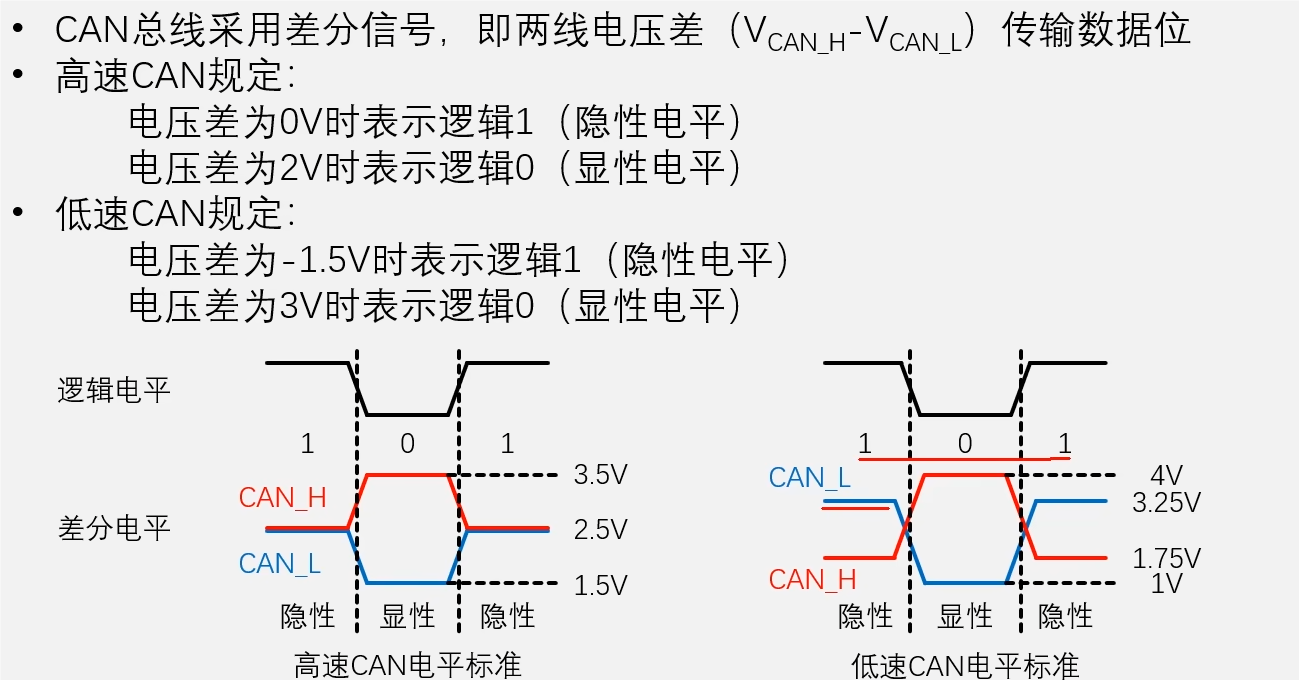 • CAN总线采用差分信号，即两线电压差（VCAN_H-VCAN_L）传输数据位
• 高速CAN规定：
电压差为0V时表示逻辑1（隐性电平）
电压差为2V时表示逻辑0（显性电平）
• 低速CAN规定：
电压差为-1.5V时表示逻辑1（隐性电平）
电压差为3V时表示逻辑0（显性电平）
逻辑电平
1 0 1
差分电平
CAN_H
CAN_L
3.5V
2.5V
1.5V
隐性 显性 隐性
高速CAN电平标准
1 0 1
CAN_L
CAN_H
4V
3.25V
1.75V
1V
隐性 显性 隐性
低速CAN电平标准